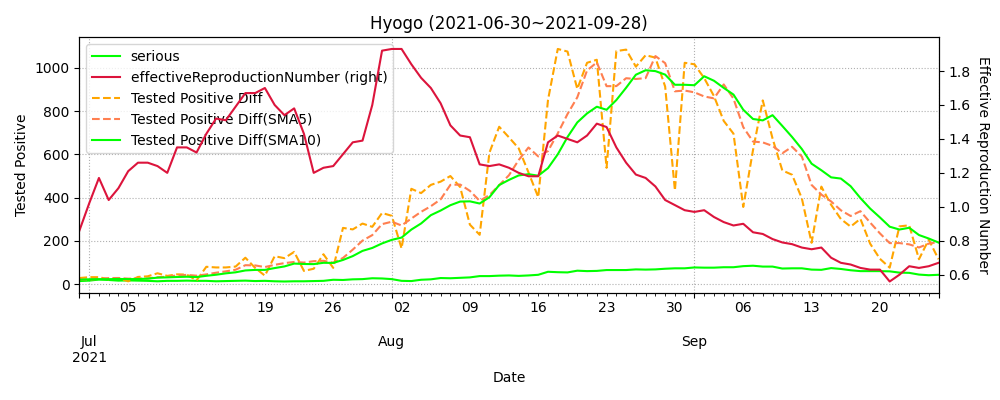 Hyogo (2021-06-30~2021-09-28)
serious
effectiveReproductionNumber (right)
Tested Positive Diff
Tested Positive Diff(SMA5)
Tested Positive Diff(SMA10)
Tested Positive
1000
800
600
400
200
0
Effective Reproduction Number
1.8
1.6
1.4
1.2
1.0
0.8
0.6
05 12 19 26 02 09 16 23 30 06 13 20
Jul Aug Sep
2021
Date